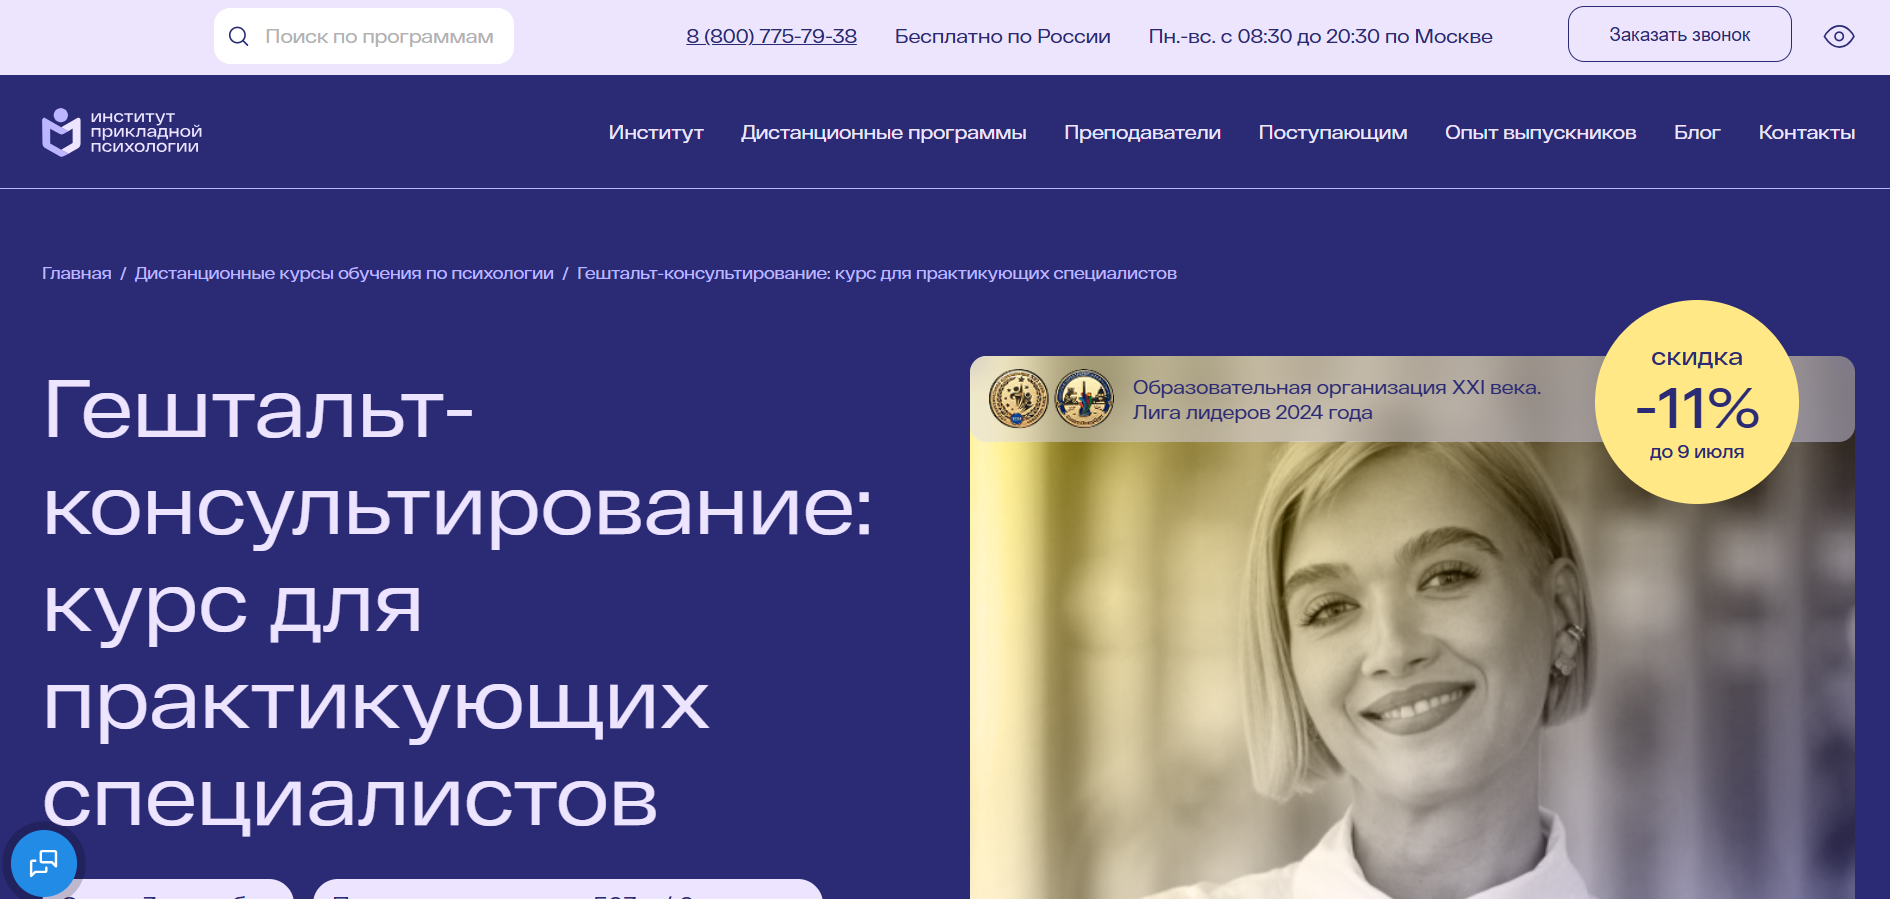 Поиск по программам
8 (800) 775-79-38
Бесплатно по России
Пн.-вс. с 08:30 до 20:30 по Москве
Заказать звонок
институт
прикладной
психологии
Институт
Дистанционные программы
Преподаватели
Поступающим
Опыт выпускников
Блог
Контакты
Главная / Дистанционные курсы обучения по психологии / Гештальт-консультирование: курс для практикующих специалистов
Гештальт-
консультирование:
курс для
практикующих
специалистов
Образовательная организация XXI века.
Лига лидеров 2024 года
скидка
-11%
до 9 июля